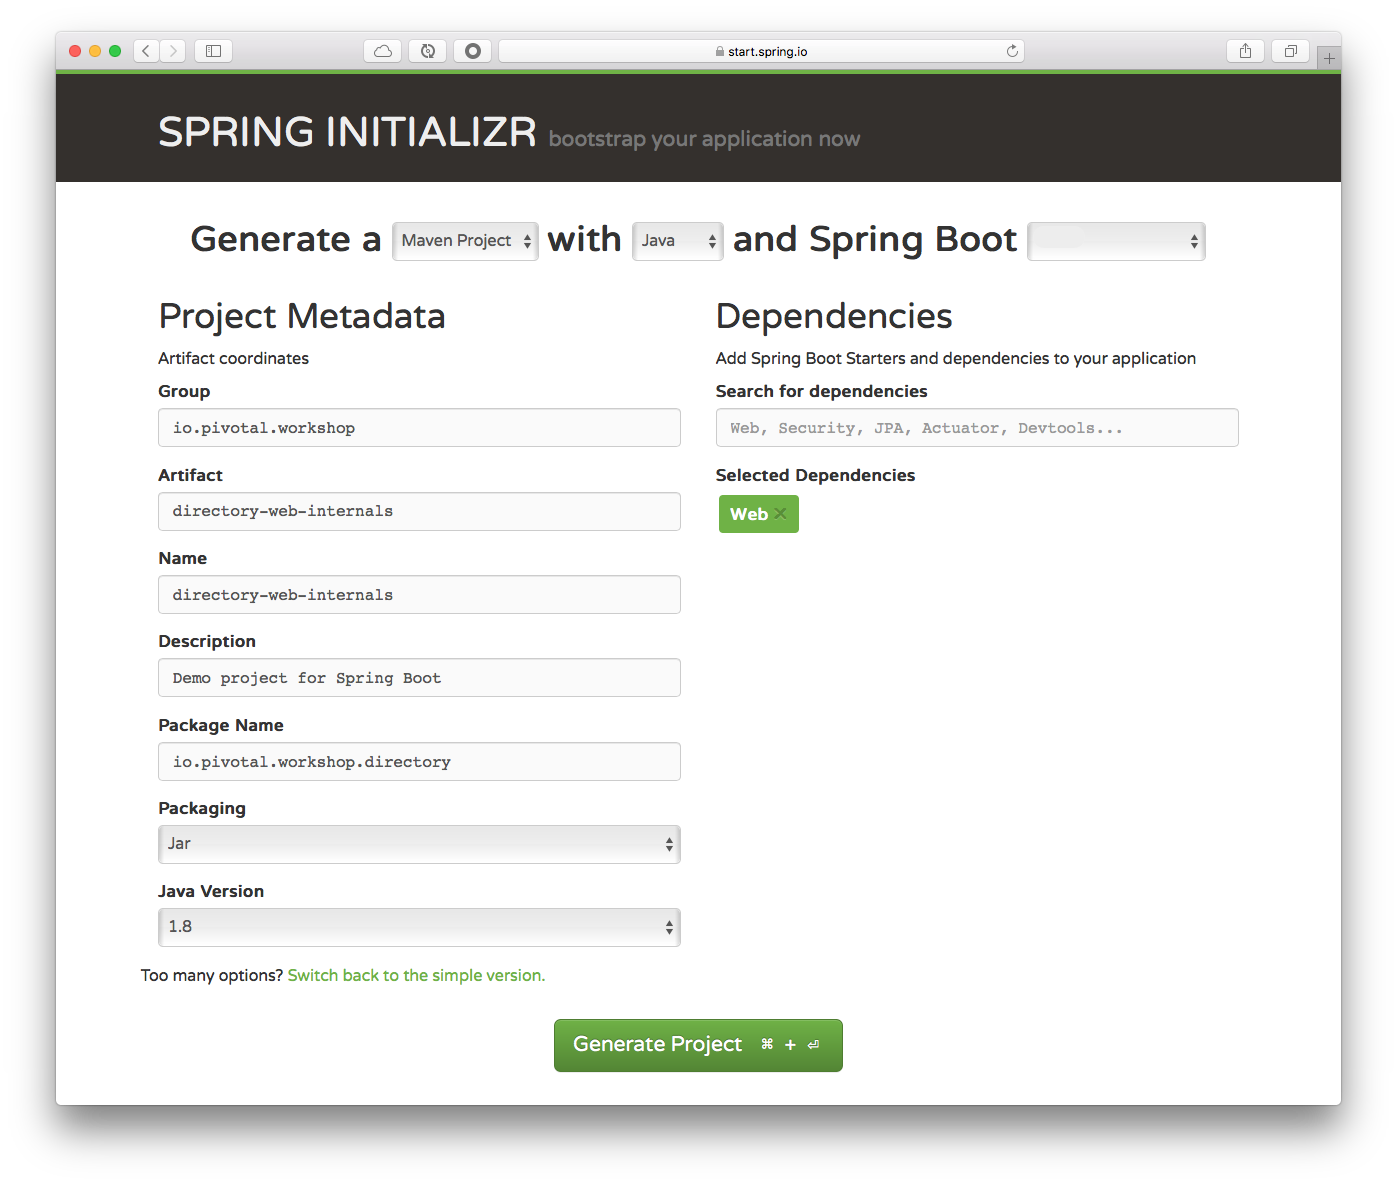 start.spring.io
SPRING INITIALIZR bootstrap your application now
Generate a Maven Project with Java and Spring Boot
Project Metadata
Artifact coordinates
Group
io.pivotal.workshop
Artifact
directory-web-internals
Name
directory-web-internals
Description
Demo project for Spring Boot
Package Name
io.pivotal.workshop.directory
Packaging
Jar
Java Version
1.8
Dependencies
Add Spring Boot Starters and dependencies to your application
Search for dependencies
Web, Security, JPA, Actuator, Devtools...
Selected Dependencies
Web ×
Too many options? Switch back to the simple version.
Generate Project ⌘ + ⏎